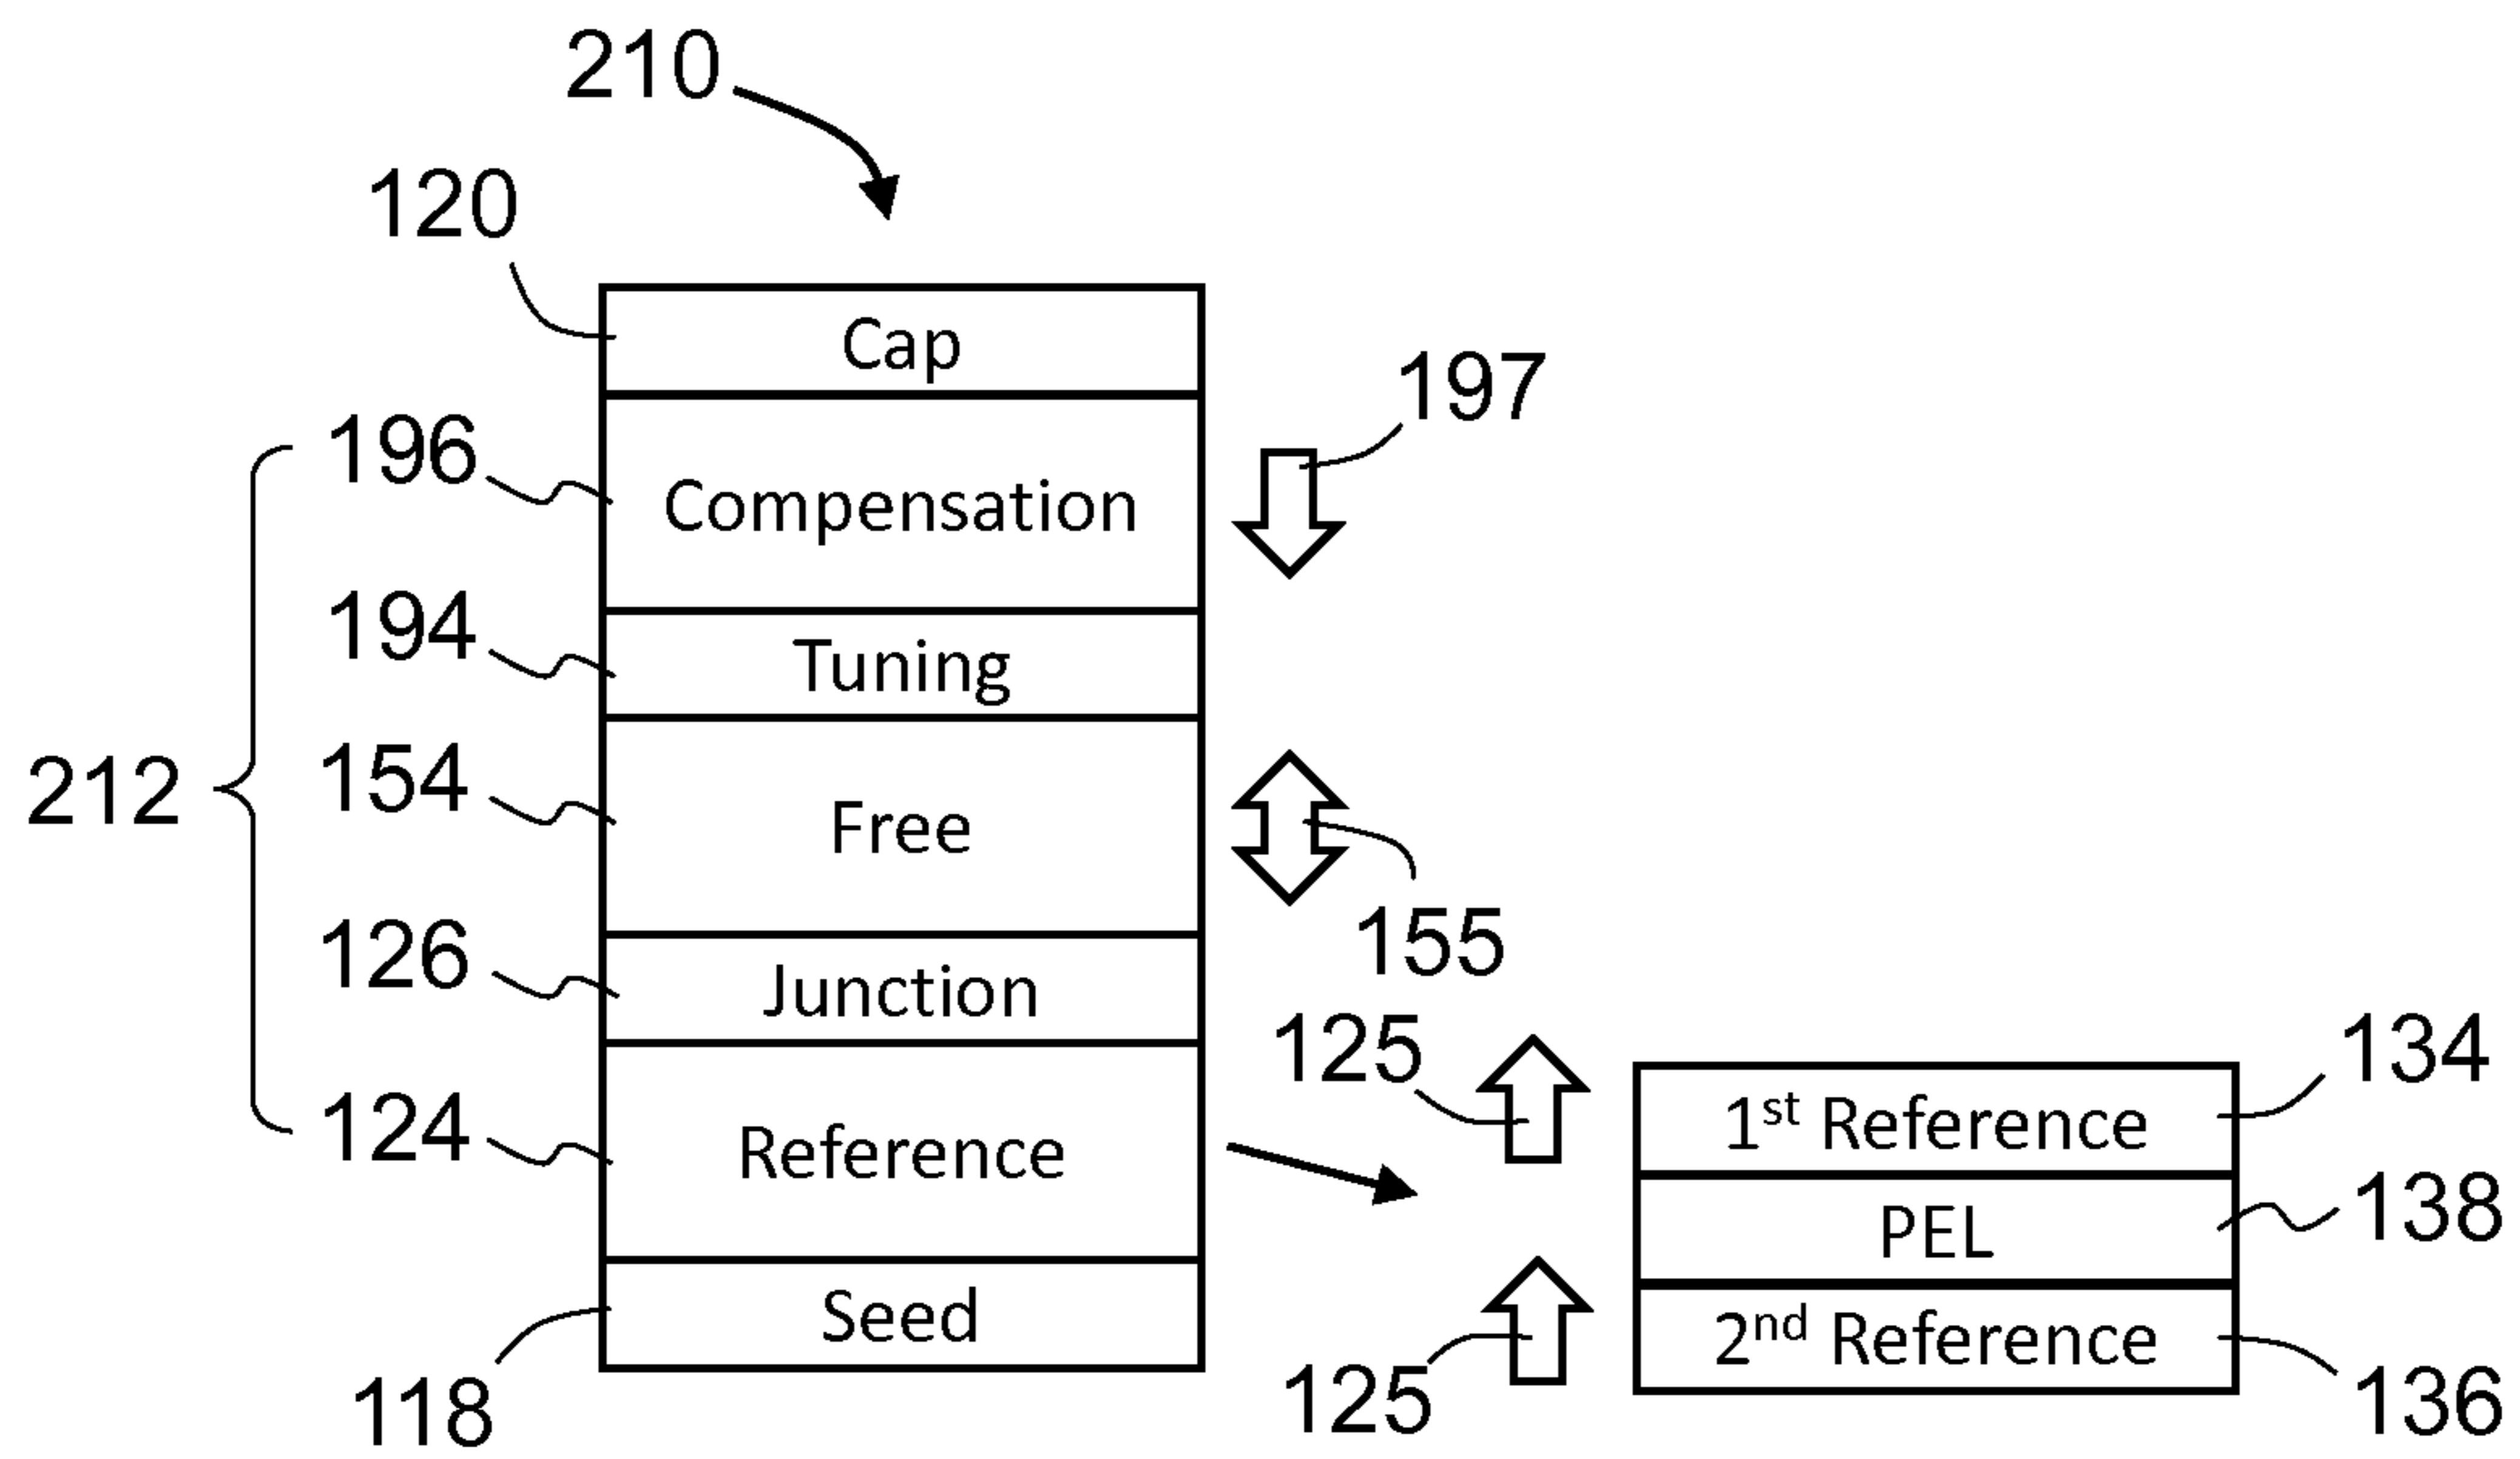 210
120
Cap
197
196
Compensation
194
Tuning
212
154
Free
155
126
Junction
125
134
1st Reference
124
Reference
138
PEL
Seed
2nd Reference
118
125
136